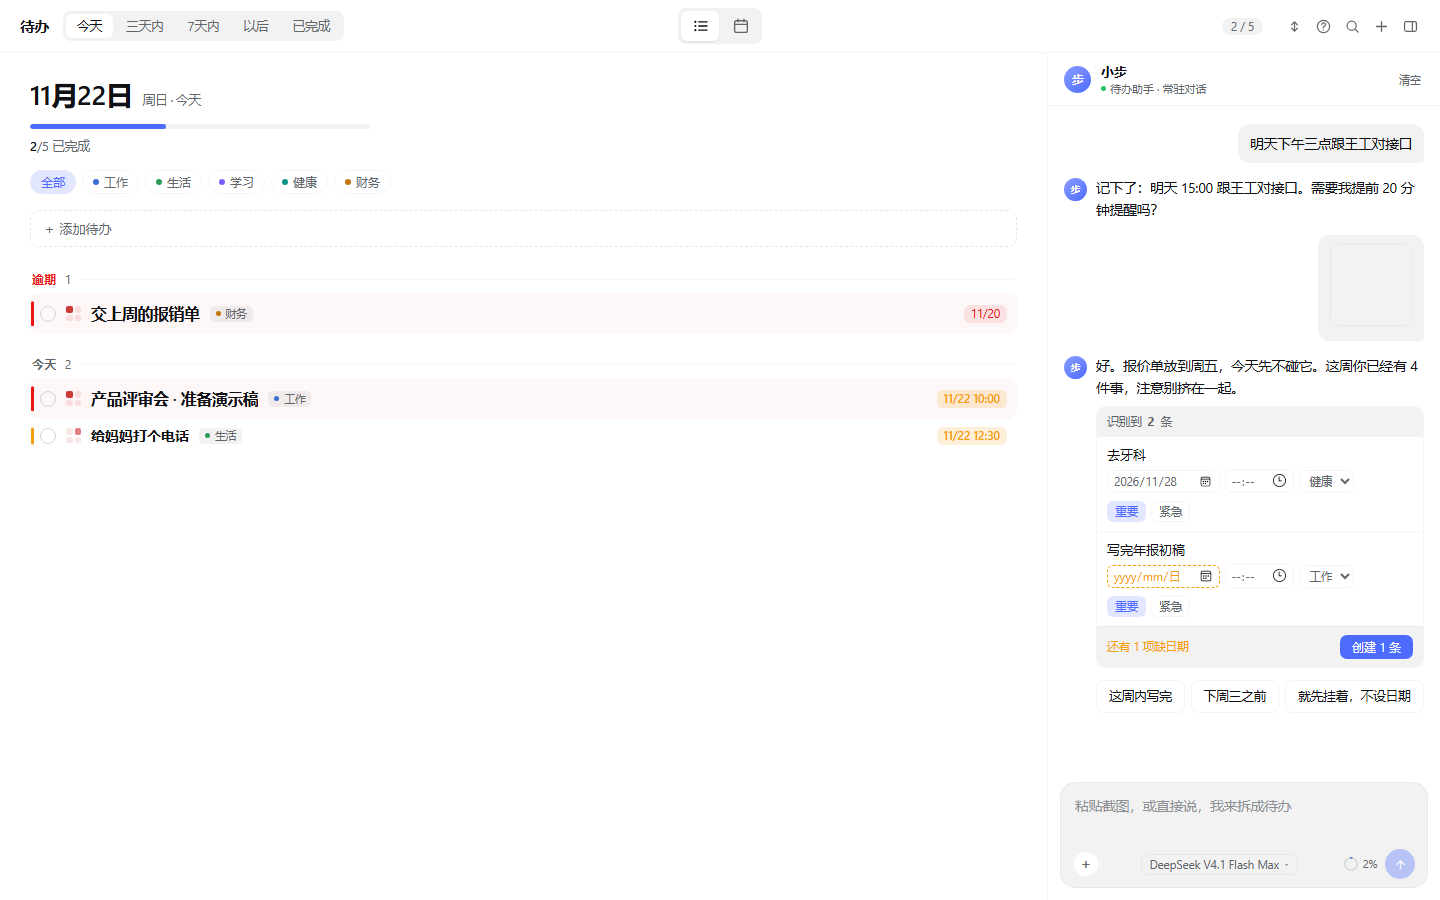 待办 今天 三天内 7天内 以后 已完成 2 / 5
11月22日 周日 · 今天
2/5 已完成
全部 工作 生活 学习 健康 财务
+ 添加待办
逾期 1
交上周的报销单 财务 11/20
今天 2
产品评审会 · 准备演示稿 工作 11/22 10:00
给妈妈打个电话 生活 11/22 12:30
步 小步 清空
待办助手 · 常驻对话
明天下午三点跟王工对接口
步 记下了：明天 15:00 跟王工对接口。需要我提前 20 分
钟提醒吗？
步 好。报价单放到周五，今天先不碰它。这周你已经有 4
件事，注意别挤在一起。
识别到 2 条
去牙科
2026/11/28 --:-- 健康
重要 紧急
写完年报初稿
yyyy/mm/日 --:-- 工作
重要 紧急
还有 1 项缺日期 创建 1 条
这周内写完 下周三之前 就先挂着，不设日期
粘贴截图，或直接说，我来拆成待办
+ DeepSeek V4.1 Flash Max 2%